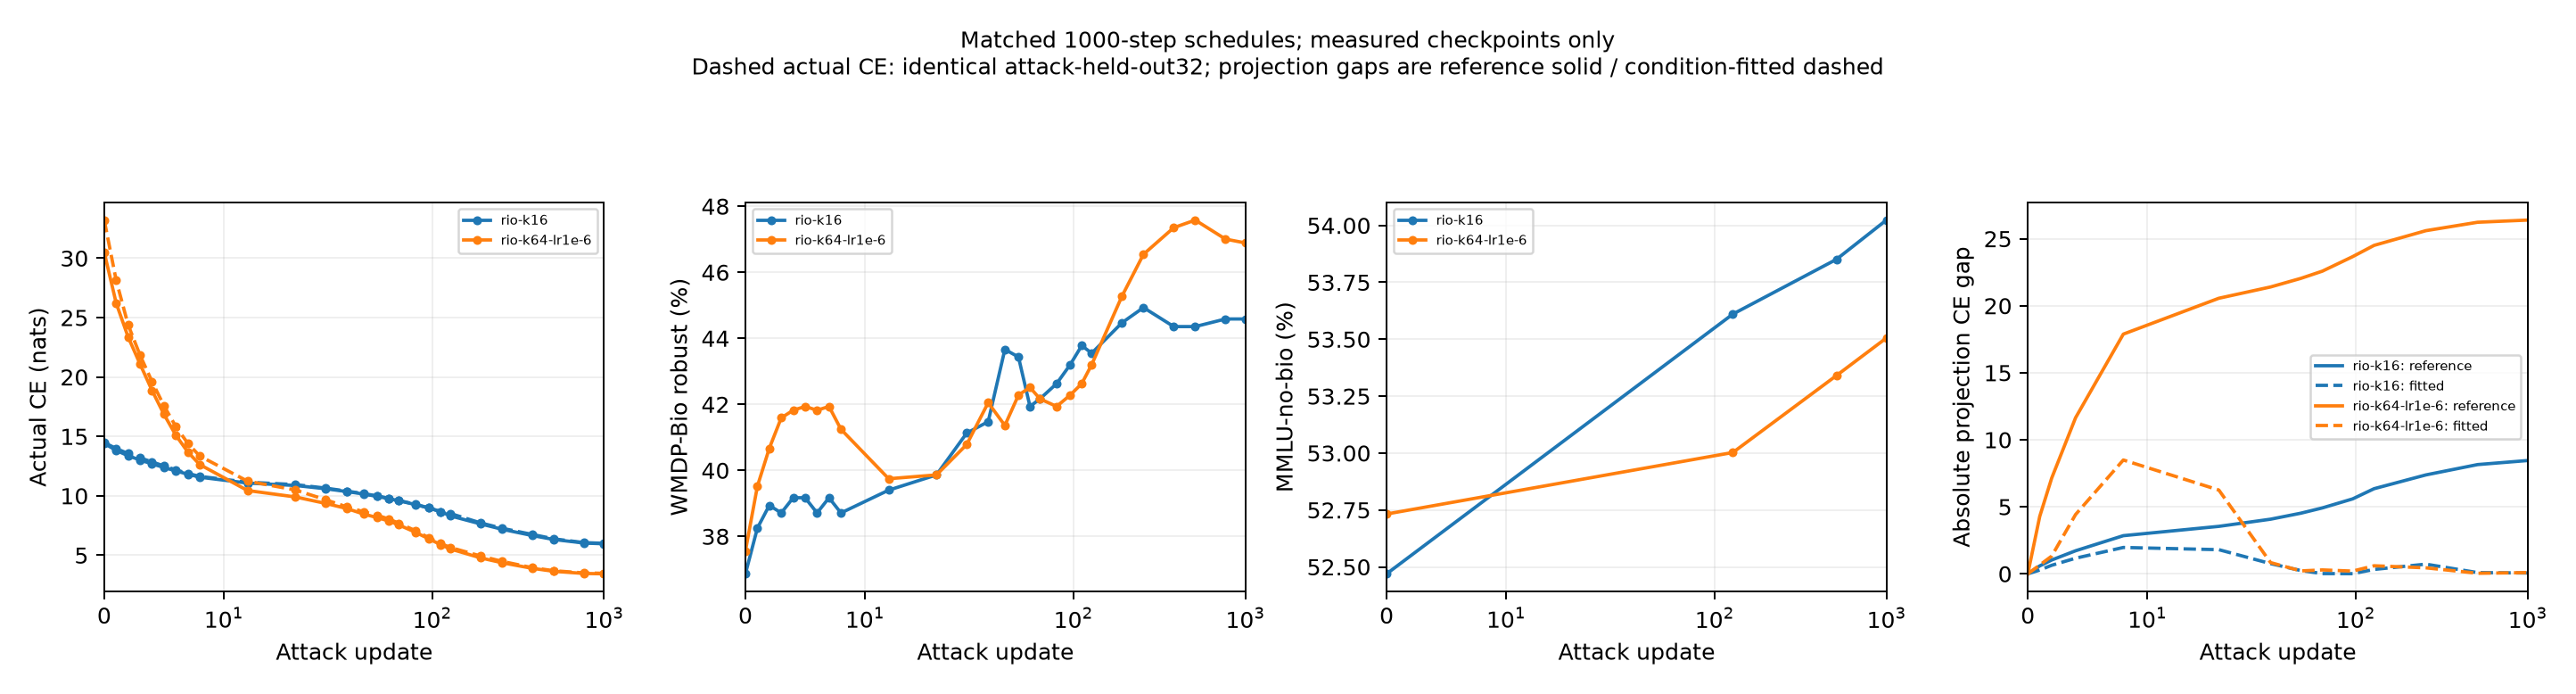 Matched 1000-step schedules; measured checkpoints only
Dashed actual CE: identical attack-held-out32; projection gaps are reference solid / condition-fitted dashed
Actual CE (nats)
30
25
20
15
10
5
0
10¹
10²
10³
Attack update
rio-k16
rio-k64-lr1e-6
WMDP-Bio robust (%)
48
46
44
42
40
38
0
10¹
10²
10³
Attack update
rio-k16
rio-k64-lr1e-6
MMLU-no-bio (%)
54.00
53.75
53.50
53.25
53.00
52.75
52.50
0
10¹
10²
10³
Attack update
rio-k16
rio-k64-lr1e-6
Absolute projection CE gap
25
20
15
10
5
0
0
10¹
10²
10³
Attack update
rio-k16: reference
rio-k16: fitted
rio-k64-lr1e-6: reference
rio-k64-lr1e-6: fitted